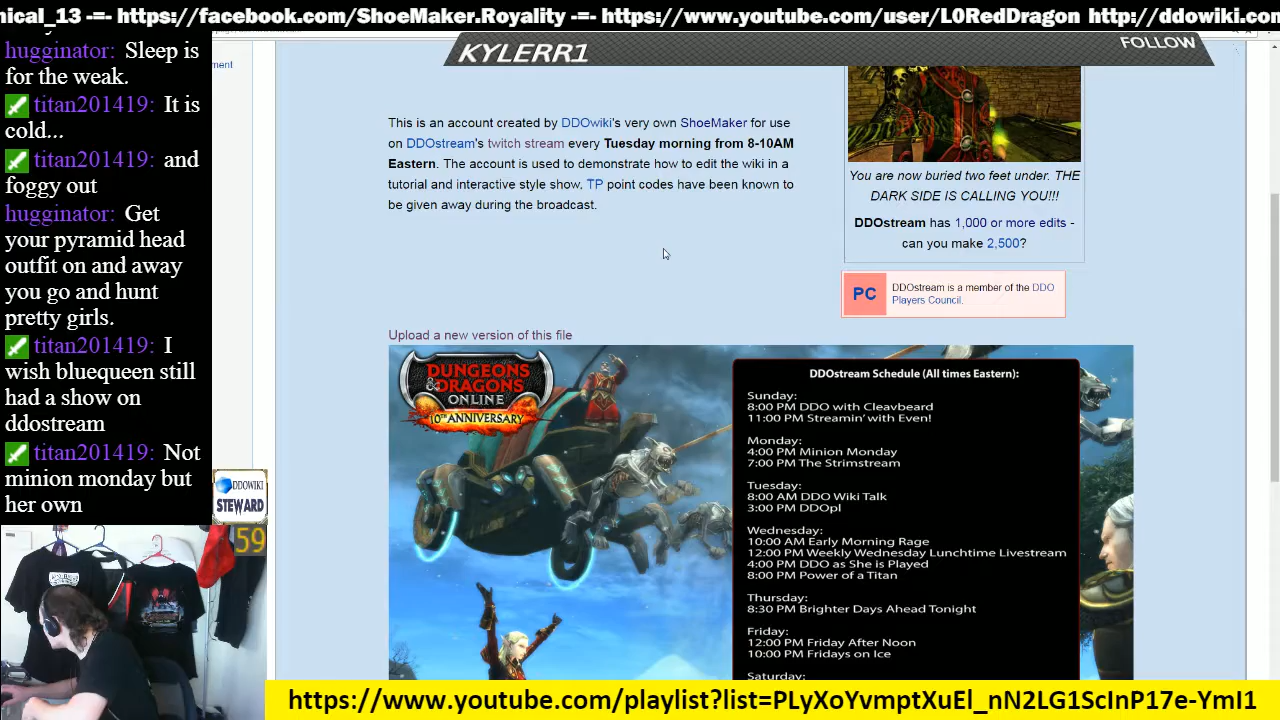 nical_13 -=- https://facebook.com/ShoeMaker.Royality -=- https://www.youtube.com/user/L0RedDragon http://ddowiki.con
KYLERR1
FOLLOW
hugginator: Sleep is
for the weak.
titan201419: It is
cold...
titan201419: and
foggy out
hugginator: Get
your pyramid head
outfit on and away
you go and hunt
pretty girls.
titan201419: I
wish bluequeen still
had a show on
ddostream
titan201419: Not
minion monday but
her own
ment
This is an account created by DDOwiki's very own ShoeMaker for use
on DDOstream's twitch stream every Tuesday morning from 8-10AM
Eastern. The account is used to demonstrate how to edit the wiki in a
tutorial and interactive style show. TP point codes have been known to
be given away during the broadcast.
You are now buried two feet under. THE
DARK SIDE IS CALLING YOU!!!
DDOstream has 1,000 or more edits -
can you make 2,500?
PC
DDOstream is a member of the DDO
Players Council.
Upload a new version of this file
DUNGEONS
& DRAGONS
ONLINE
10TH ANNIVERSARY
DDOstream Schedule (All times Eastern):
Sunday:
8:00 PM DDO with Cleavbeard
11:00 PM Streamin' with Even!
Monday:
4:00 PM Minion Monday
7:00 PM The Strimstream
Tuesday:
8:00 AM DDO Wiki Talk
3:00 PM DDOpl
Wednesday:
10:00 AM Early Morning Rage
12:00 PM Weekly Wednesday Lunchtime Livestream
4:00 PM DDO as She is Played
8:00 PM Power of a Titan
Thursday:
8:30 PM Brighter Days Ahead Tonight
Friday:
12:00 PM Friday After Noon
10:00 PM Fridays on Ice
Saturday:
DDOWIKI
STEWARD
59
https://www.youtube.com/playlist?list=PLyXoYvmptXuEl_nN2LG1ScInP17e-YmI1